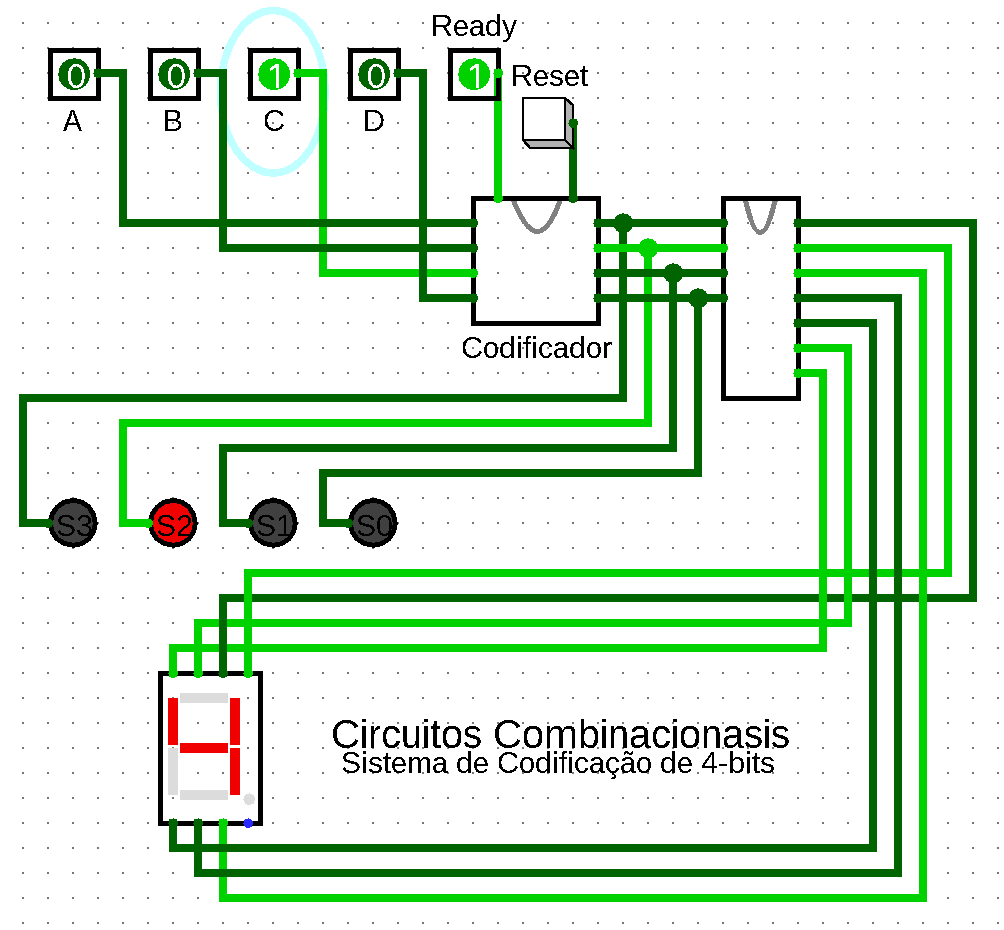 Ready
0 0 1 0 1
Reset
A B C D
Codificador
S3 S2 S1 S0
Circuitos Combinacionasis
Sistema de Codificação de 4-bits